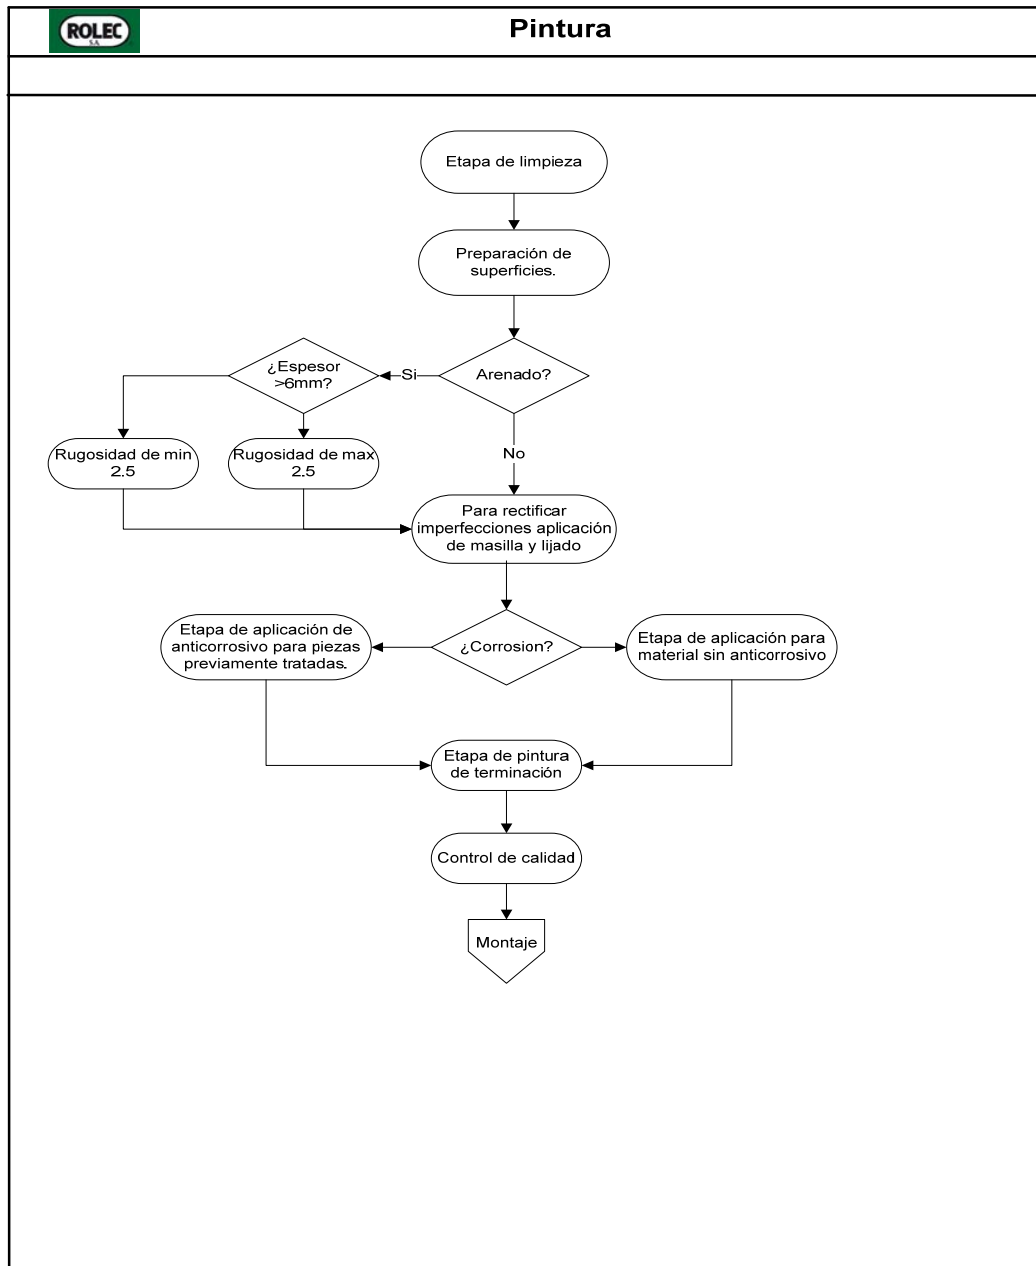 ROLEC
S.A.
Pintura
Etapa de limpieza
Preparación de
superficies.
¿Espesor
>6mm?
Si
Arenado?
Rugosidad de min
2.5
Rugosidad de max
2.5
No
Para rectificar
imperfecciones aplicación
de masilla y lijado
Etapa de aplicación de
anticorrosivo para piezas
previamente tratadas.
¿Corrosion?
Etapa de aplicación para
material sin anticorrosivo
Etapa de pintura
de terminación
Control de calidad
Montaje